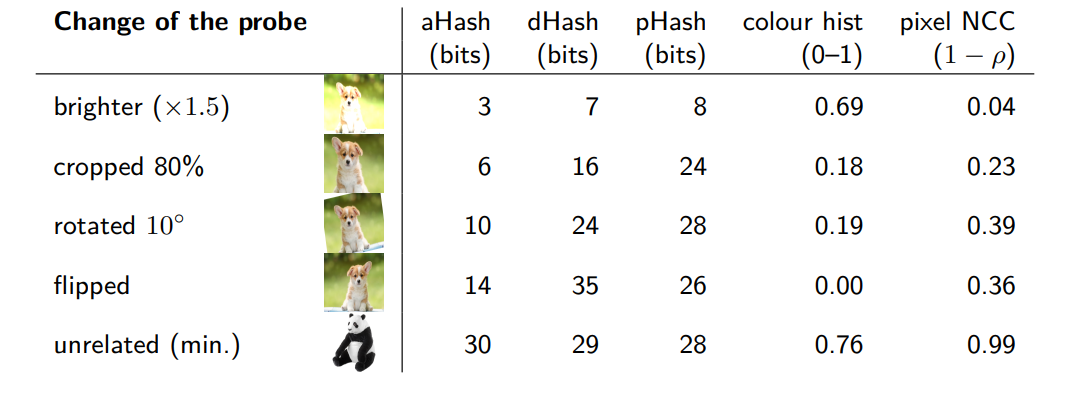 Change of the probe aHash dHash pHash colour hist pixel NCC
(bits) (bits) (bits) (0–1) (1 − ρ)
brighter (×1.5) 3 7 8 0.69 0.04
cropped 80% 6 16 24 0.18 0.23
rotated 10° 10 24 28 0.19 0.39
flipped 14 35 26 0.00 0.36
unrelated (min.) 30 29 28 0.76 0.99